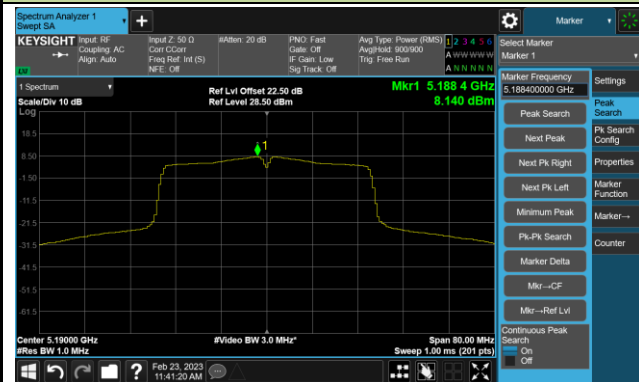 Spectrum Analyzer 1
Swept SA
+
Marker
KEYSIGHT
Input: RF
Coupling: AC
Align: Auto
Input Z: 50 Ω
Corr CCorr
Freq Ref: Int (S)
NFE: Off
#Atten: 20 dB
PNO: Fast
Gate: Off
IF Gain: Low
Sig Track: Off
Avg Type: Power (RMS)
Avg|Hold: 900/900
Trig: Free Run
1 2 3 4 5 6
A W W W W W
A N N N N N
LXI
Select Marker
Marker 1
1 Spectrum
Scale/Div 10 dB
Log
Ref Lvl Offset 22.50 dB
Ref Level 28.50 dBm
Mkr1 5.188 4 GHz
8.140 dBm
1
18.5
8.50
-1.50
-11.5
-21.5
-31.5
-41.5
-51.5
-61.5
Center 5.19000 GHz
#Res BW 1.0 MHz
#Video BW 3.0 MHz*
Span 80.00 MHz
Sweep 1.00 ms (201 pts)
Marker Frequency
5.188400000 GHz
Peak Search
Next Peak
Next Pk Right
Next Pk Left
Minimum Peak
Pk-Pk Search
Marker Delta
Mkr→CF
Mkr→Ref Lvl
Continuous Peak
Search
On
Off
Settings
Peak
Search
Pk Search
Config
Properties
Marker
Function
Marker→
Counter
?
Feb 23, 2023
11:41:20 AM